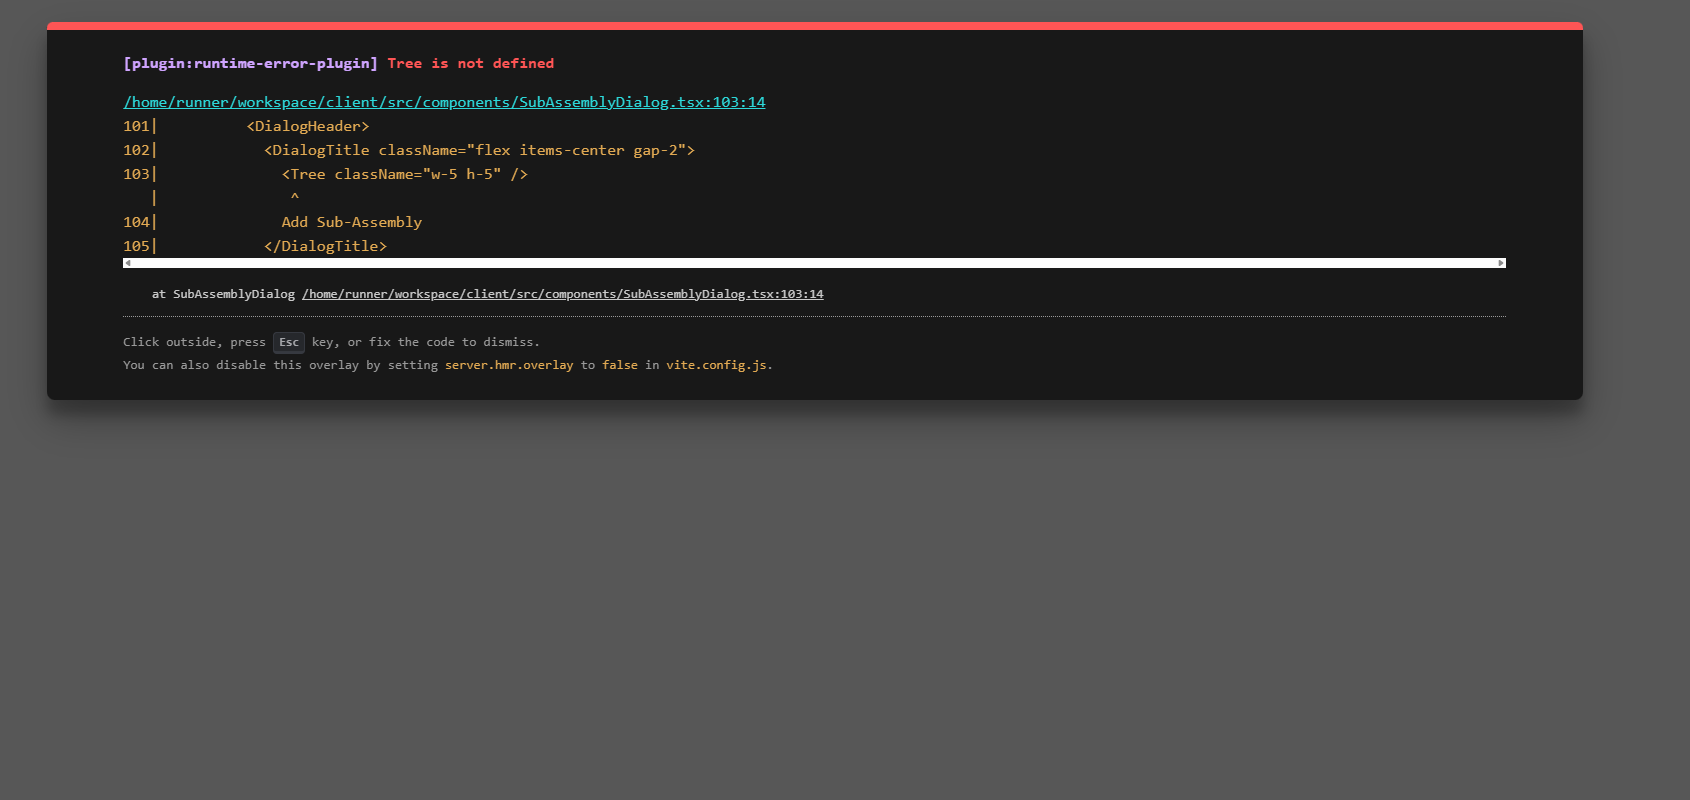 [plugin:runtime-error-plugin] Tree is not defined
/home/runner/workspace/client/src/components/SubAssemblyDialog.tsx:103:14
101|          <DialogHeader>
102|            <DialogTitle className="flex items-center gap-2">
103|              <Tree className="w-5 h-5" />
   |               ^
104|              Add Sub-Assembly
105|            </DialogTitle>
at SubAssemblyDialog /home/runner/workspace/client/src/components/SubAssemblyDialog.tsx:103:14
Click outside, press Esc key, or fix the code to dismiss.
You can also disable this overlay by setting server.hmr.overlay to false in vite.config.js.